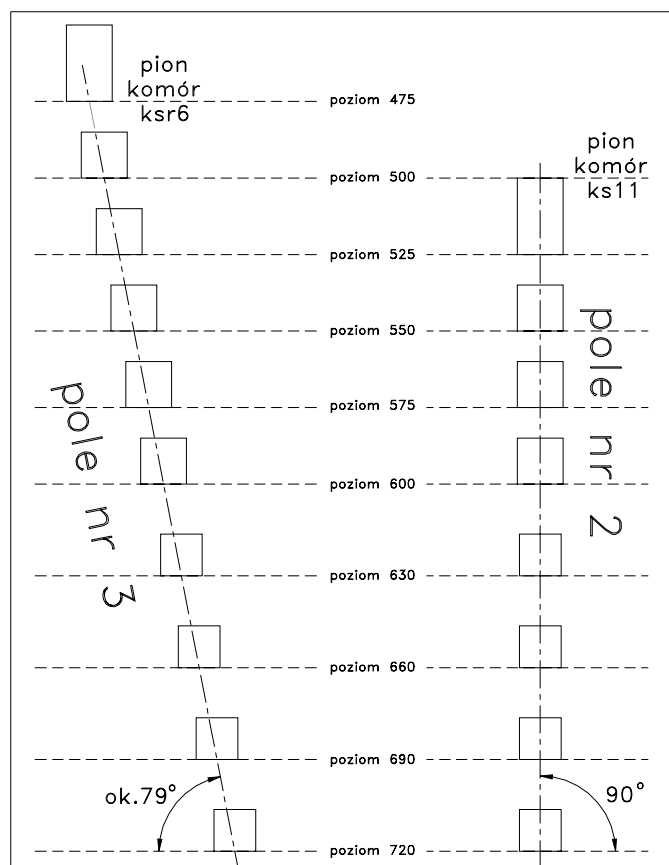 pion
komór
ksr6
poziom 475
pion
komór
ks11
poziom 500
poziom 525
poziom 550
poziom 575
poziom 600
poziom 630
poziom 660
poziom 690
poziom 720
pole nr 3
pole nr 2
ok.79°
90°